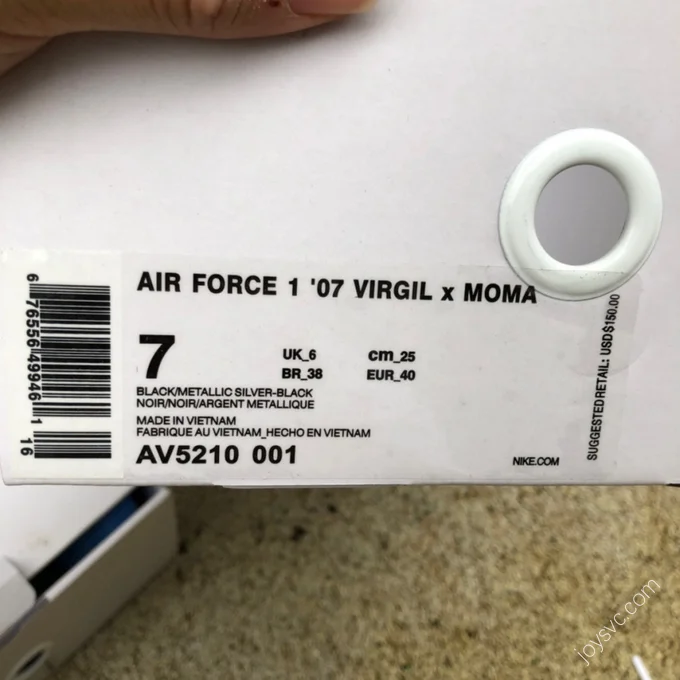 AIR FORCE 1 '07 VIRGIL x MOMA
7
UK_6
cm_25
BR_38
EUR_40
BLACK/METALLIC SILVER-BLACK
NOIR/NOIR/ARGENT METALLIQUE
MADE IN VIETNAM
FABRIQUE AU VIETNAM_HECHO EN VIETNAM
AV5210 001
NIKE.COM
SUGGESTED RETAIL: USD $150.00
6 76556 49946 1
16
joysvc.com